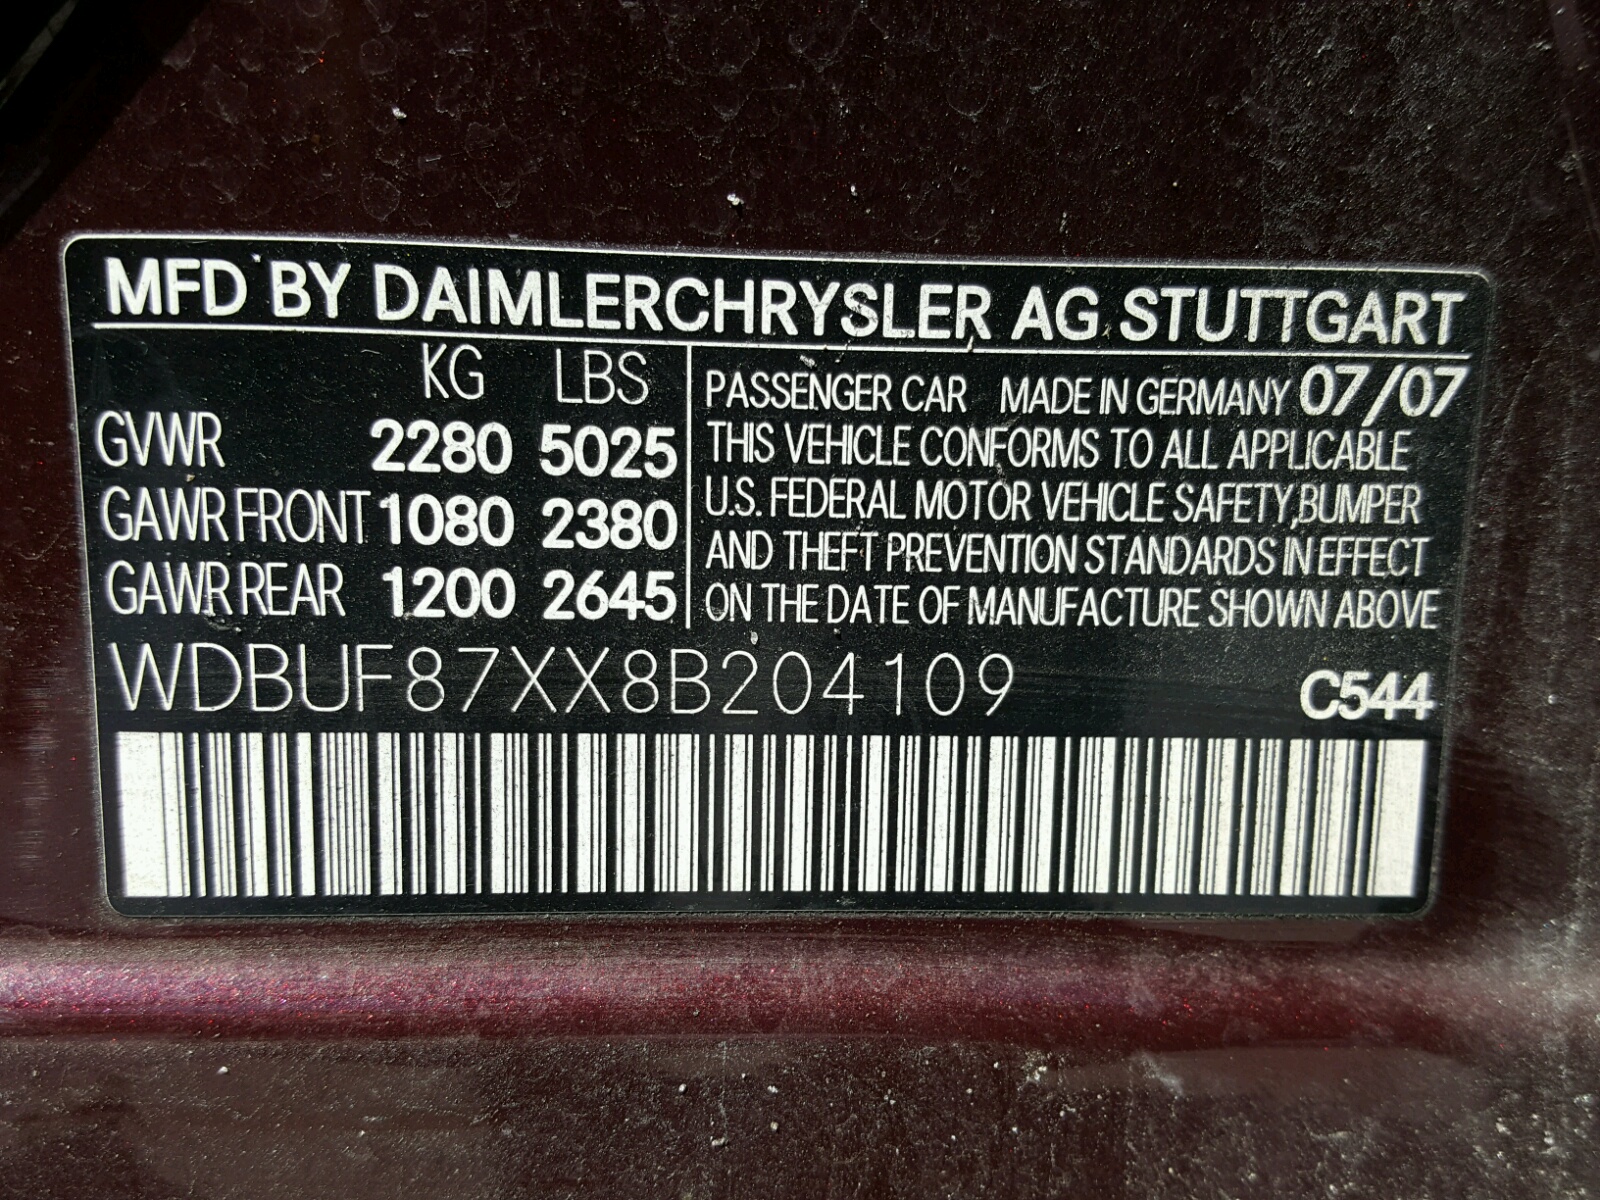 MFD BY DAIMLERCHRYSLER AG STUTTGART
KG LBS
GVWR 2280 5025
GAWR FRONT 1080 2380
GAWR REAR 1200 2645
PASSENGER CAR MADE IN GERMANY 07/07
THIS VEHICLE CONFORMS TO ALL APPLICABLE
U.S. FEDERAL MOTOR VEHICLE SAFETY, BUMPER
AND THEFT PREVENTION STANDARDS IN EFFECT
ON THE DATE OF MANUFACTURE SHOWN ABOVE
WDBUF87XX8B204109 C544